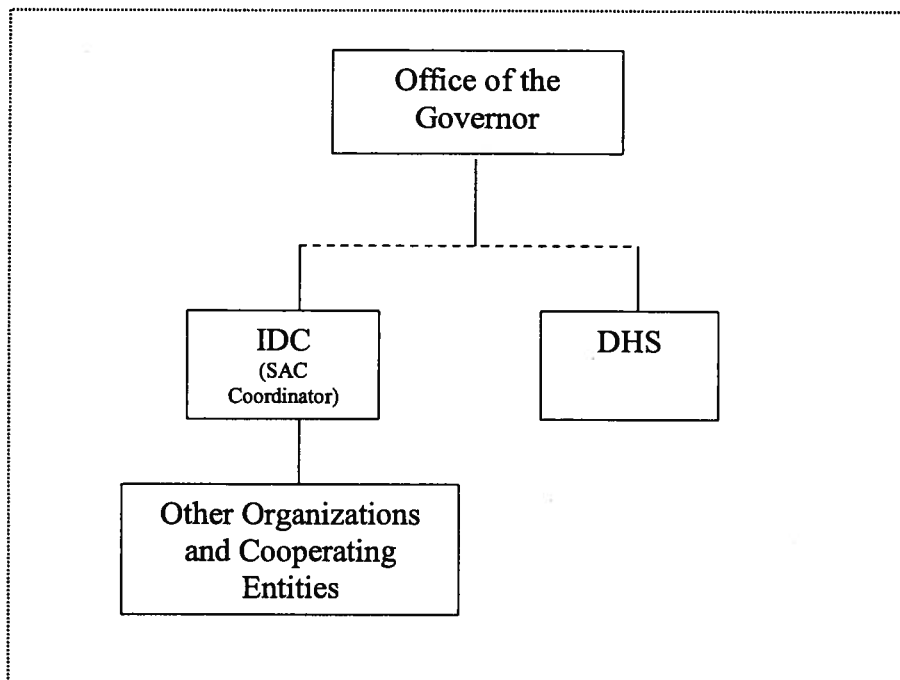 Office of the
Governor
IDC
(SAC
Coordinator)
DHS
Other Organizations
and Cooperating
Entities